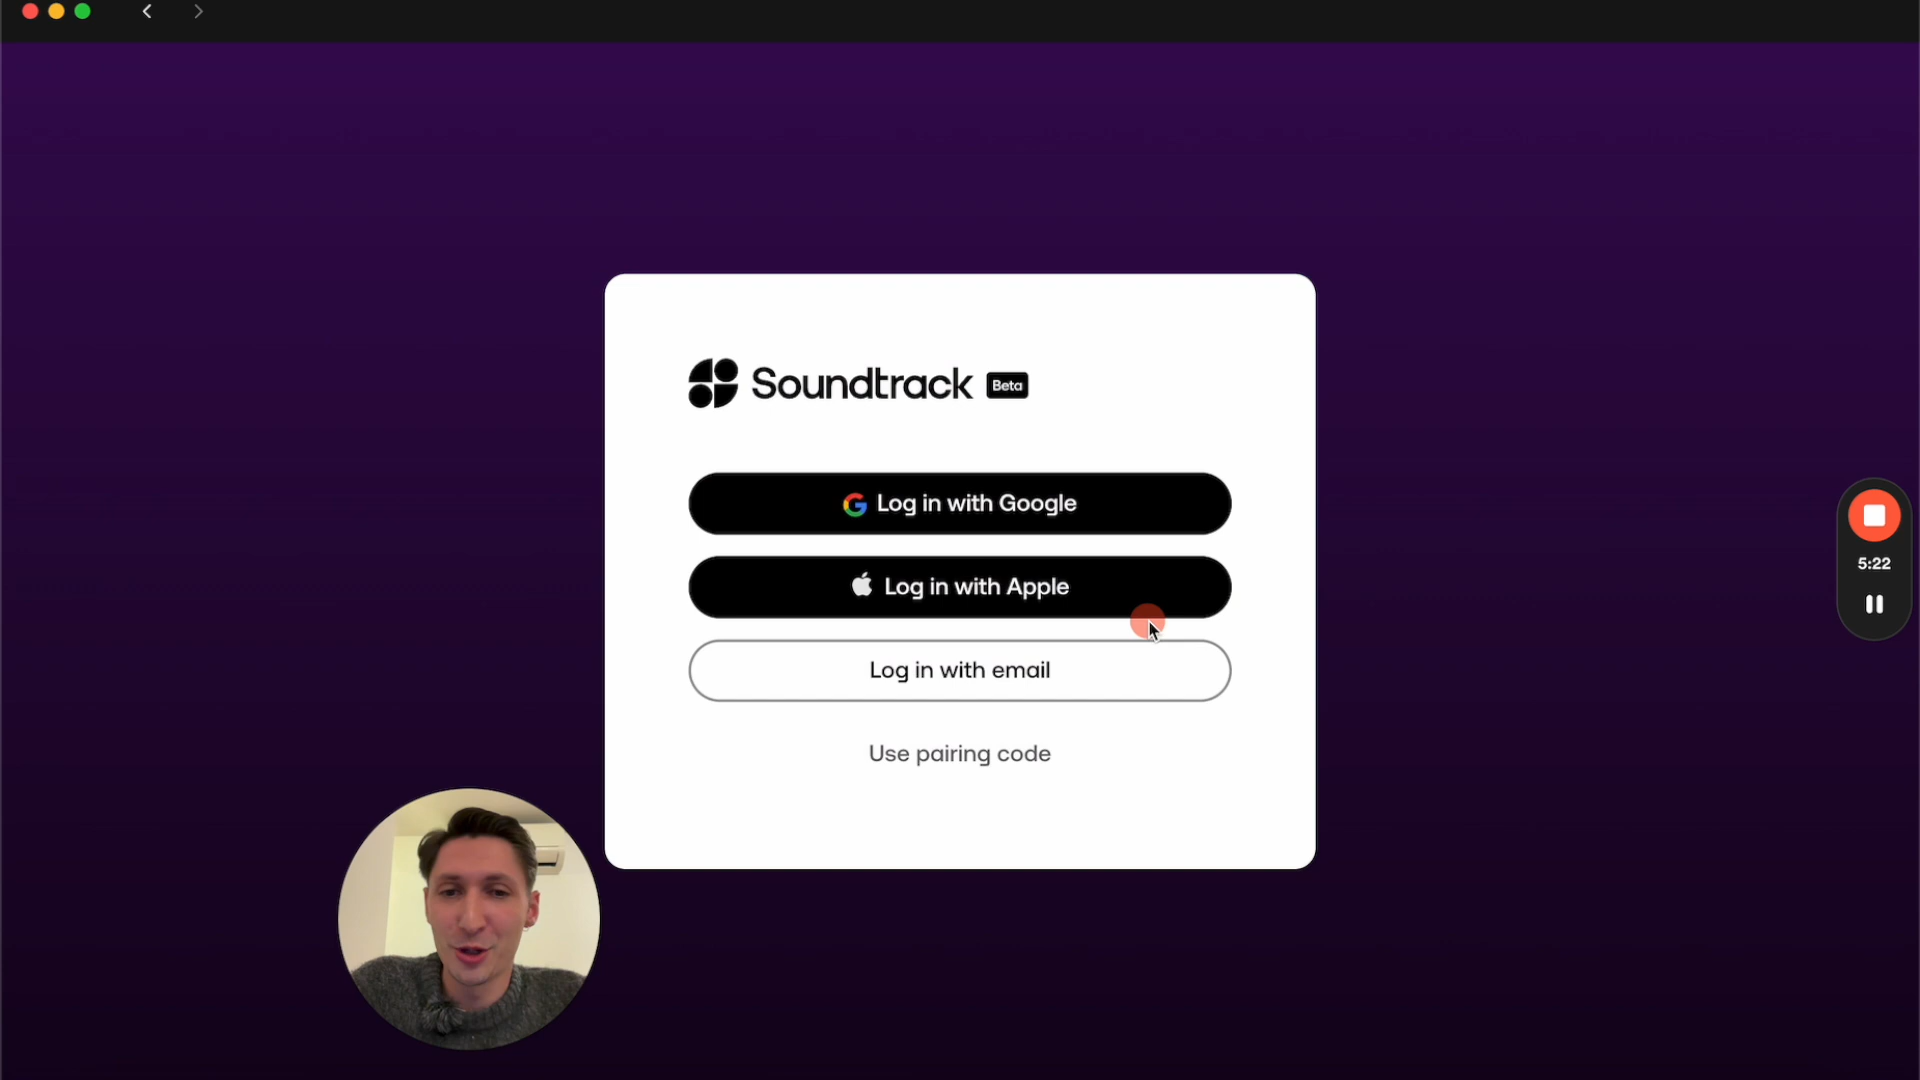 Soundtrack Beta
Log in with Google
Log in with Apple
Log in with email
Use pairing code
5:22